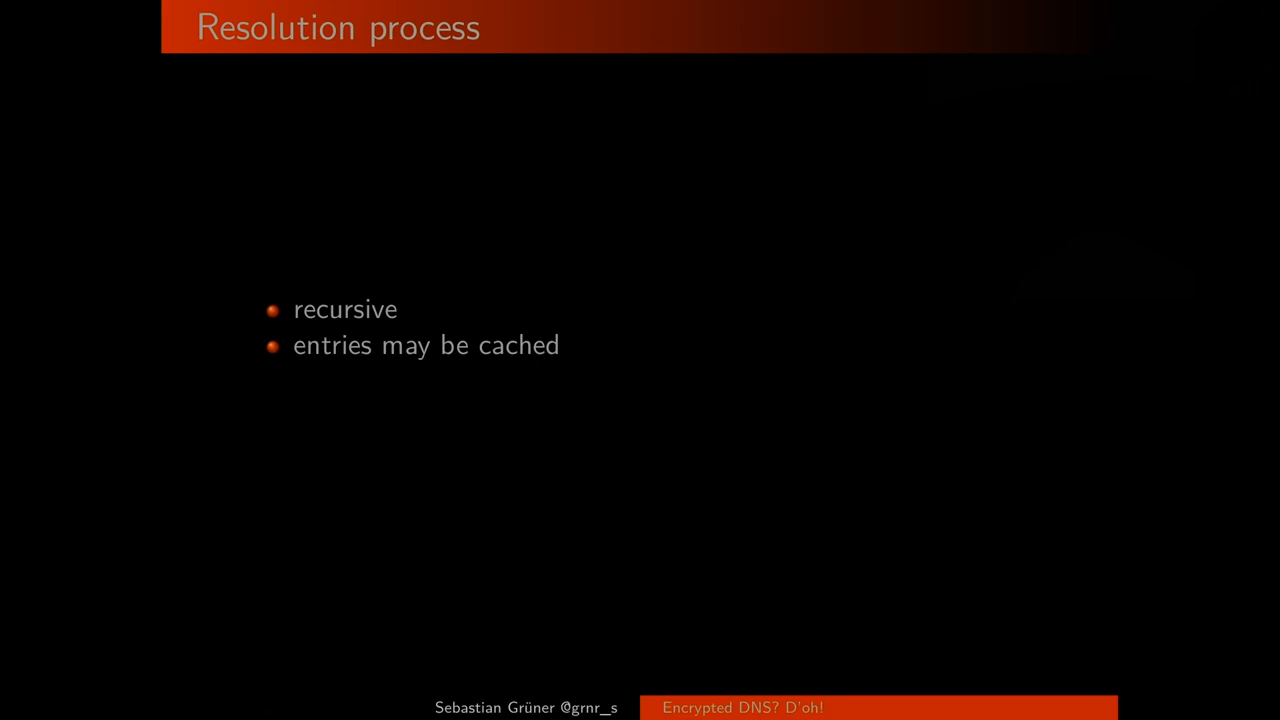 Resolution process
recursive
entries may be cached
Sebastian Grüner @grnr_s
Encrypted DNS? D'oh!